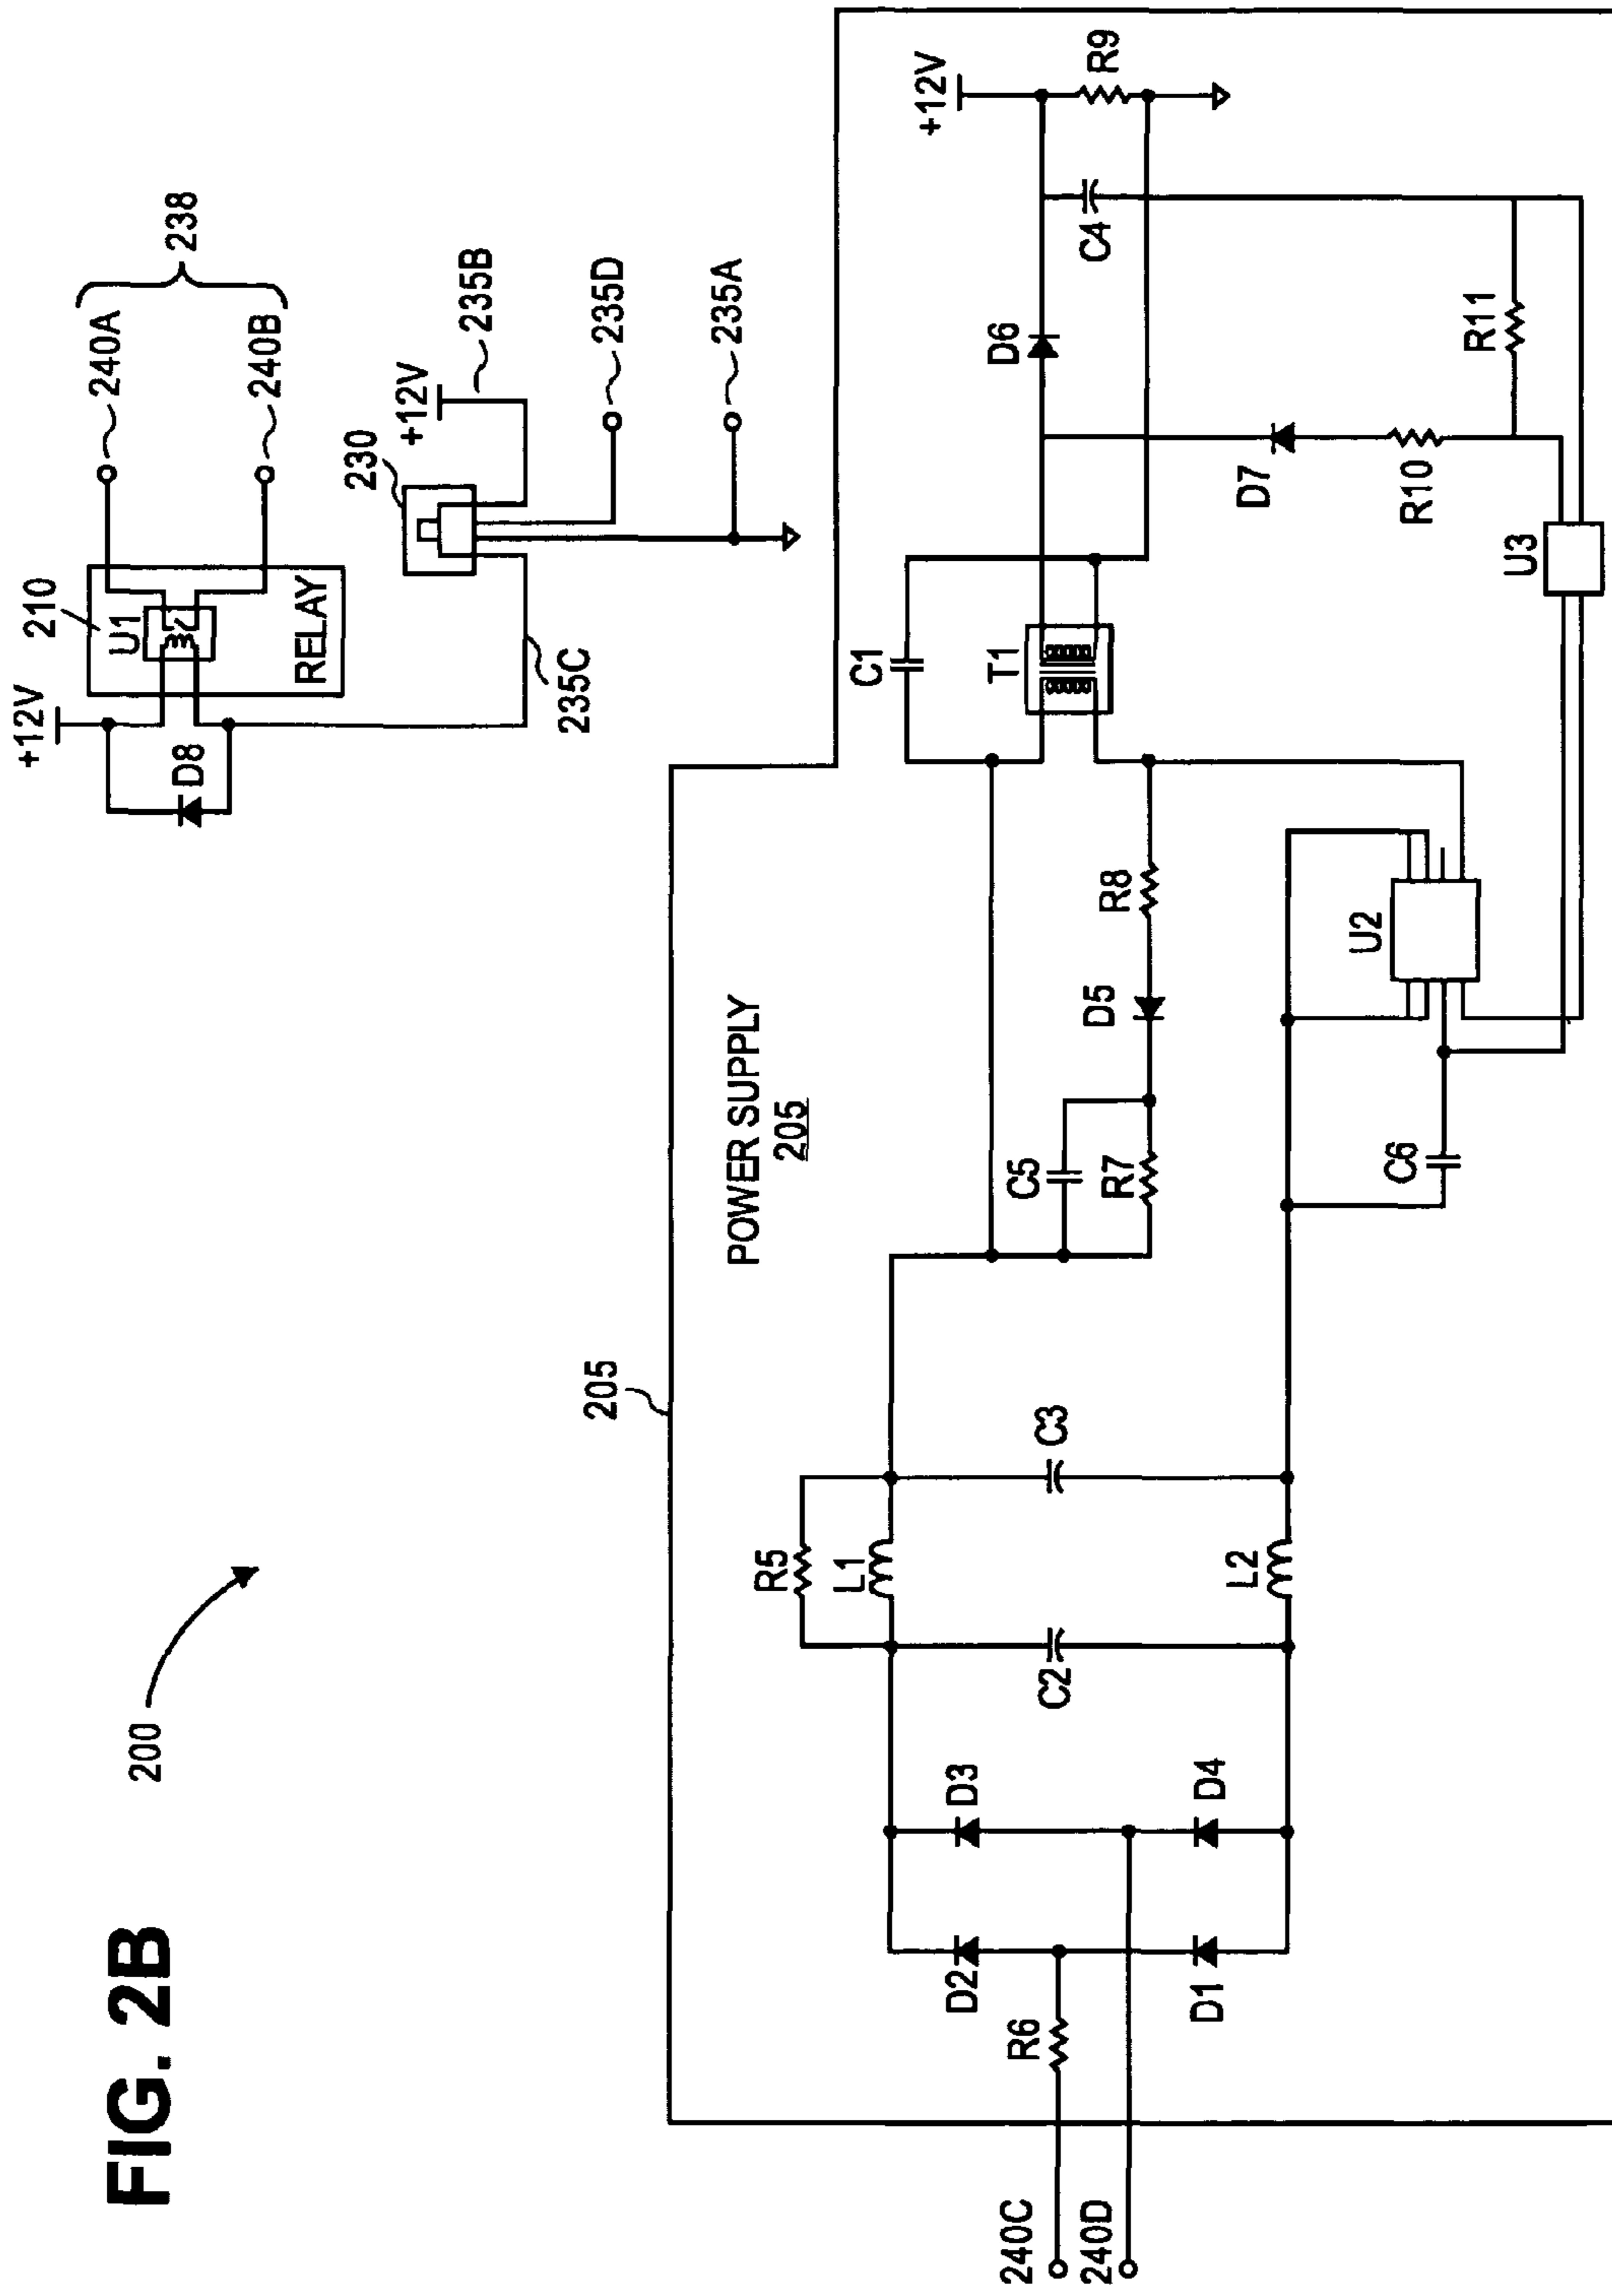 FIG. 2B
200
+12V
210
U1
RELAY
D8
240A
240B
238
230
+12V
235B
235C
235D
235A
205
POWER SUPPLY
205
+12V
R9
C4
D6
C1
T1
D7
R10
R11
U3
R8
D5
C5
R7
U2
C6
R5
L1
C3
C2
L2
D3
D4
D2
D1
R6
240C
240D